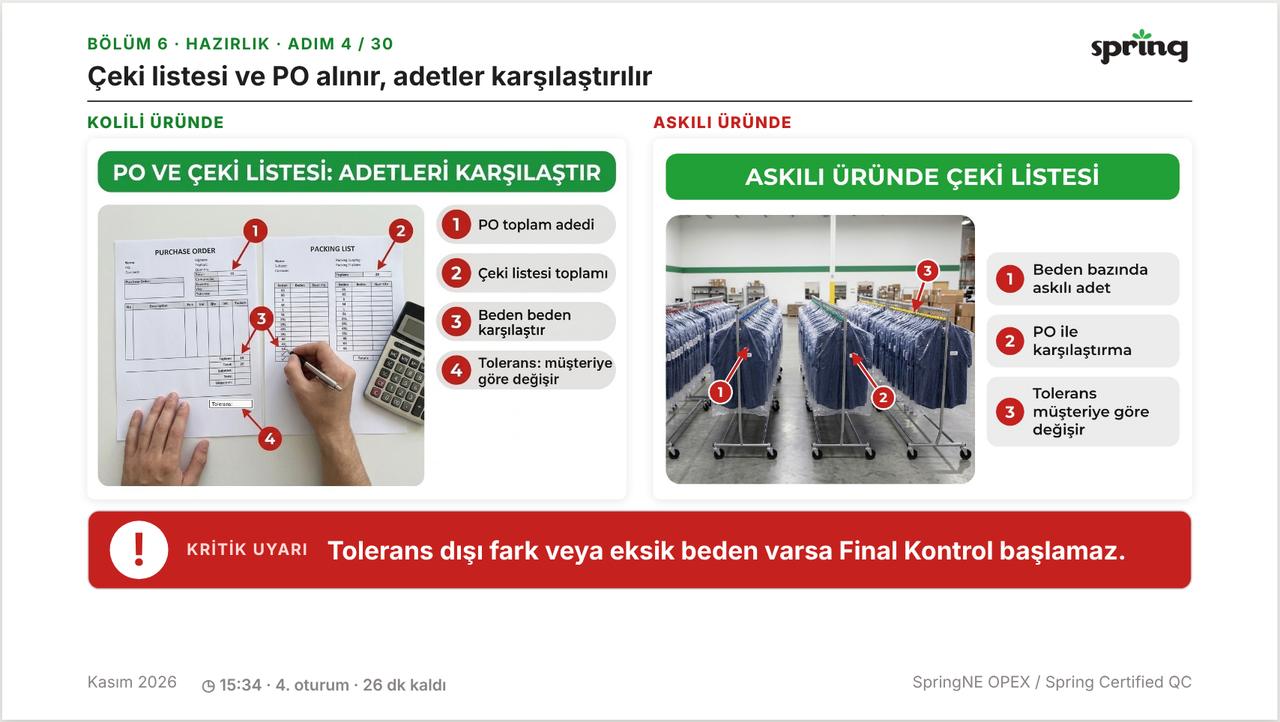 BÖLÜM 6 · HAZIRLIK · ADIM 4 / 30
spring
Çeki listesi ve PO alınır, adetler karşılaştırılır
KOLİLİ ÜRÜNDE
PO VE ÇEKİ LİSTESİ: ADETLERİ KARŞILAŞTIR
PURCHASE ORDER
PACKING LIST
Tolerans:
1
2
3
4
1 PO toplam adedi
2 Çeki listesi toplamı
3 Beden beden
karşılaştır
4 Tolerans: müşteriye
göre değişir
ASKILI ÜRÜNDE
ASKILI ÜRÜNDE ÇEKİ LİSTESİ
3
1
2
1 Beden bazında
askılı adet
2 PO ile
karşılaştırma
3 Tolerans
müşteriye göre
değişir
! KRİTİK UYARI Tolerans dışı fark veya eksik beden varsa Final Kontrol başlamaz.
Kasım 2026
15:34 · 4. oturum · 26 dk kaldı
SpringNE OPEX / Spring Certified QC